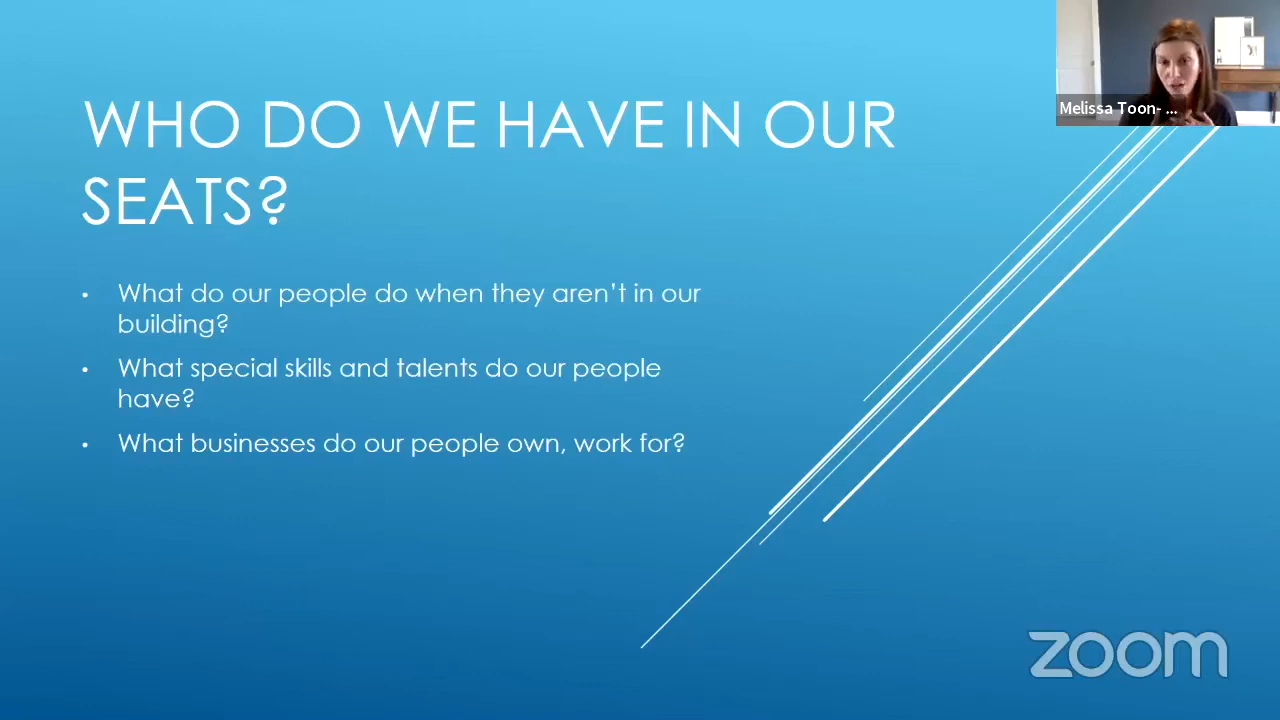 WHO DO WE HAVE IN OUR
SEATS?
• What do our people do when they aren't in our
building?
• What special skills and talents do our people
have?
• What businesses do our people own, work for?
Melissa Toon- ...
zoom